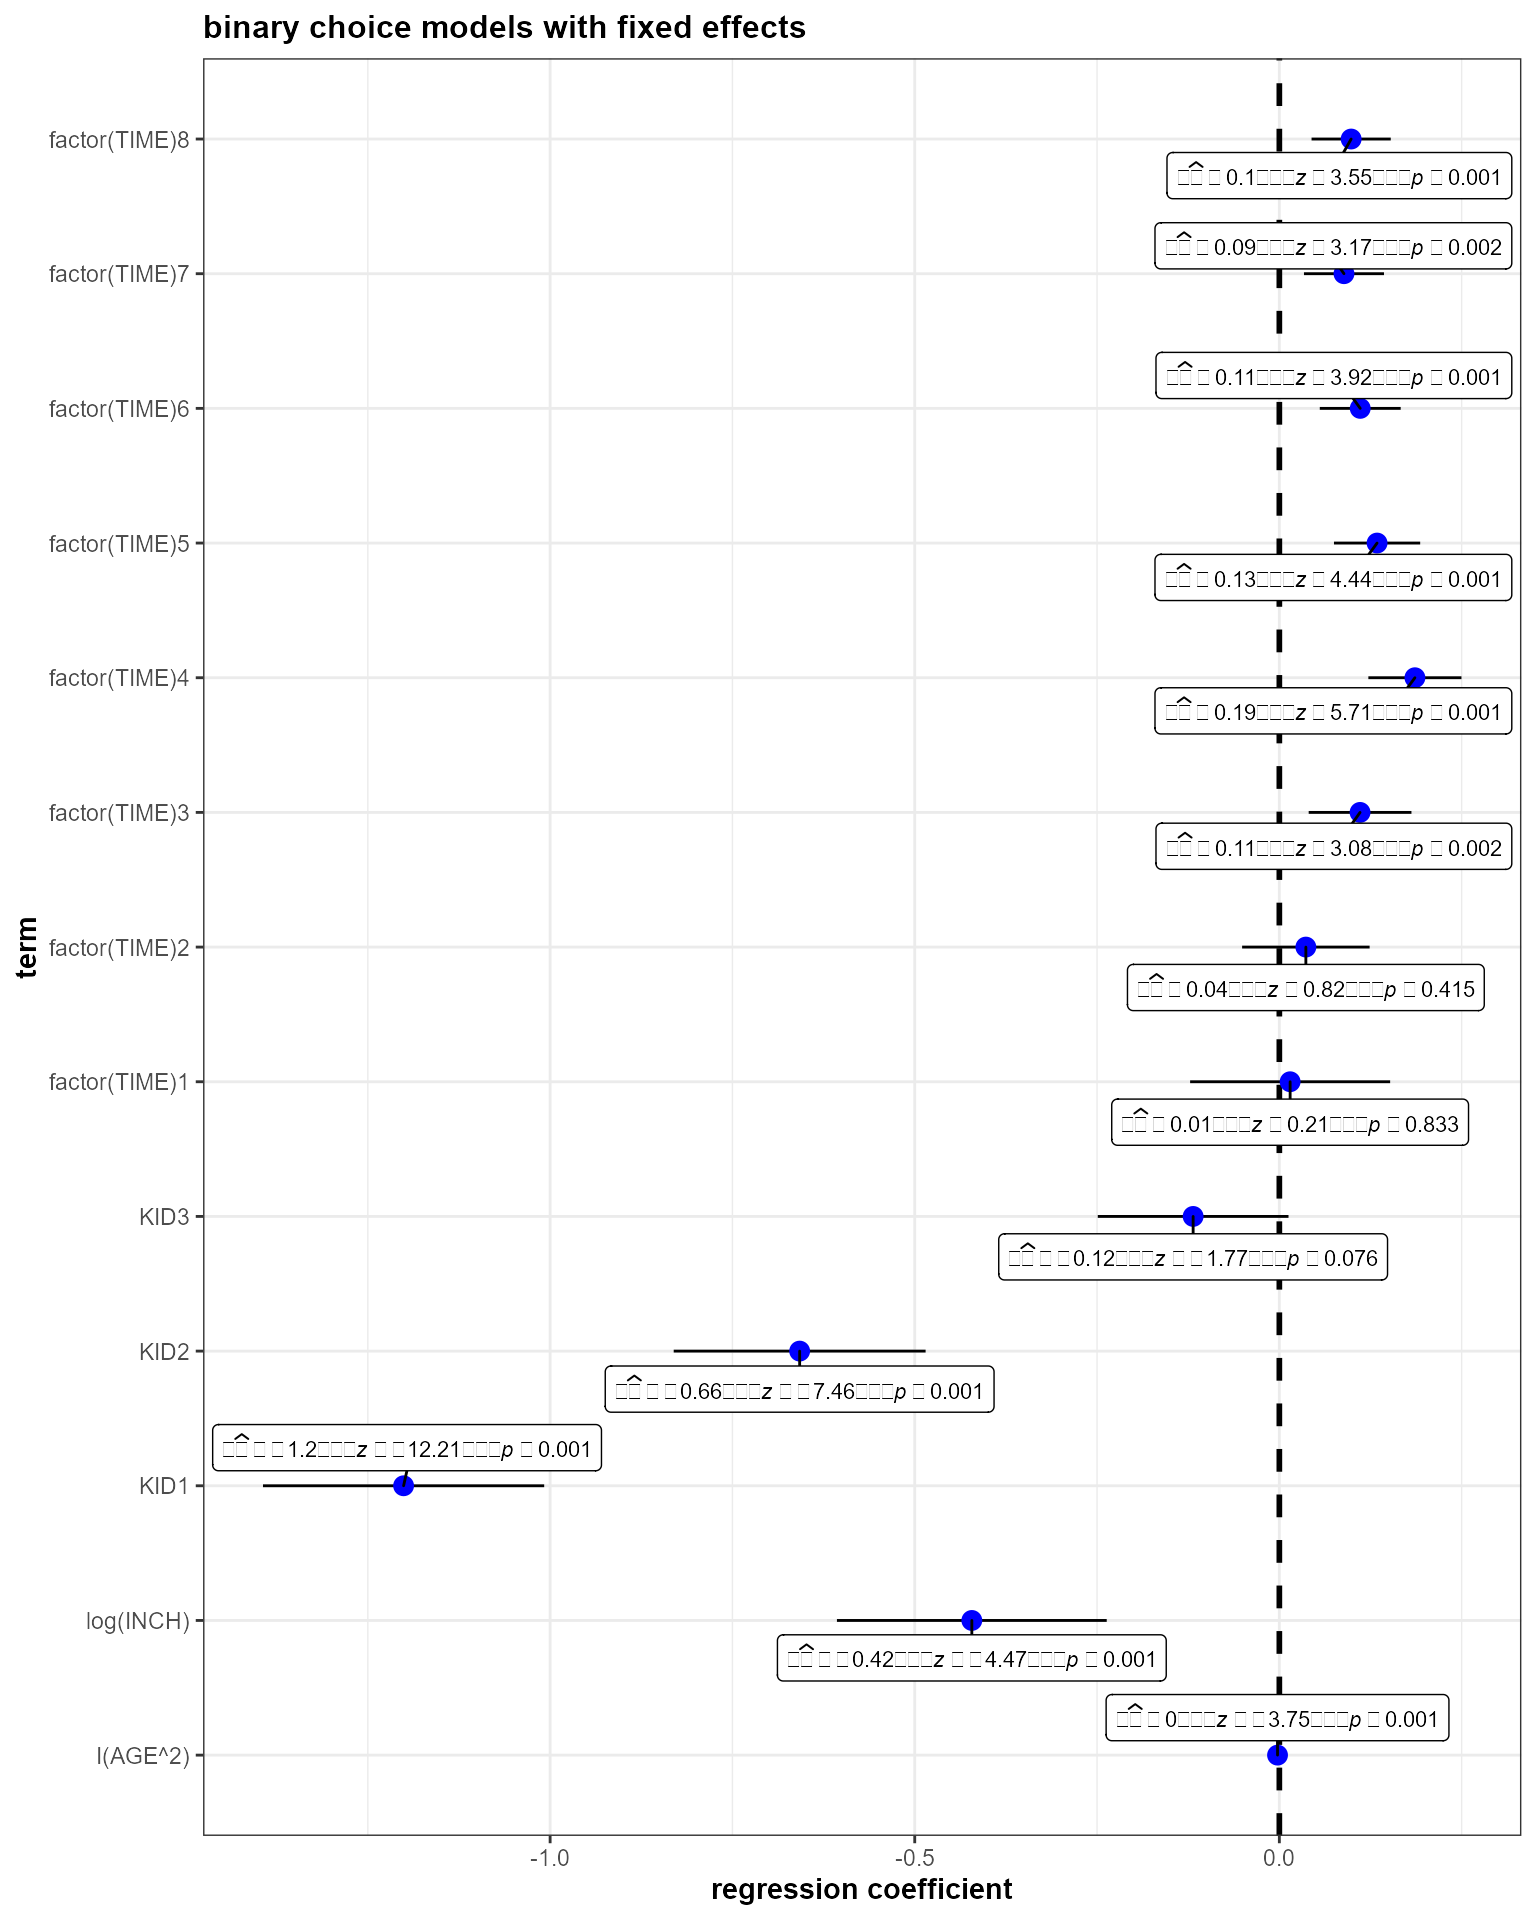 binary choice models with fixed effects
factor(TIME)8
□□ □ 0.1□□□z □ 3.55□□□p □ 0.001
□□ □ 0.09□□□z □ 3.17□□□p □ 0.002
factor(TIME)7
□□ □ 0.11□□□z □ 3.92□□□p □ 0.001
factor(TIME)6
factor(TIME)5
□□ □ 0.13□□□z □ 4.44□□□p □ 0.001
factor(TIME)4
□□ □ 0.19□□□z □ 5.71□□□p □ 0.001
factor(TIME)3
□□ □ 0.11□□□z □ 3.08□□□p □ 0.002
term
factor(TIME)2
□□ □ 0.04□□□z □ 0.82□□□p □ 0.415
factor(TIME)1
□□ □ 0.01□□□z □ 0.21□□□p □ 0.833
KID3
□□ □ □0.12□□□z □ □1.77□□□p □ 0.076
KID2
□□ □ □0.66□□□z □ □7.46□□□p □ 0.001
□□ □ □1.2□□□z □ □12.21□□□p □ 0.001
KID1
log(INCH)
□□ □ □0.42□□□z □ □4.47□□□p □ 0.001
□□ □ 0□□□z □ □3.75□□□p □ 0.001
I(AGE^2)
-1.0 -0.5 0.0
regression coefficient